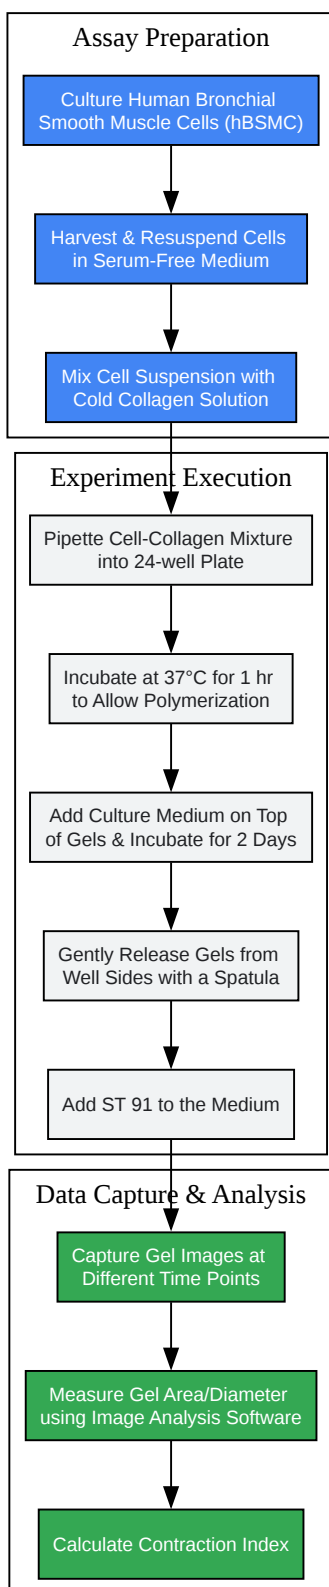 Assay Preparation
Culture Human Bronchial
Smooth Muscle Cells (hBSMC)
Harvest & Resuspend Cells
in Serum-Free Medium
Mix Cell Suspension with
Cold Collagen Solution
Experiment Execution
Pipette Cell-Collagen Mixture
into 24-well Plate
Incubate at 37°C for 1 hr
to Allow Polymerization
Add Culture Medium on Top
of Gels & Incubate for 2 Days
Gently Release Gels from
Well Sides with a Spatula
Add ST 91 to the Medium
Data Capture & Analysis
Capture Gel Images at
Different Time Points
Measure Gel Area/Diameter
using Image Analysis Software
Calculate Contraction Index